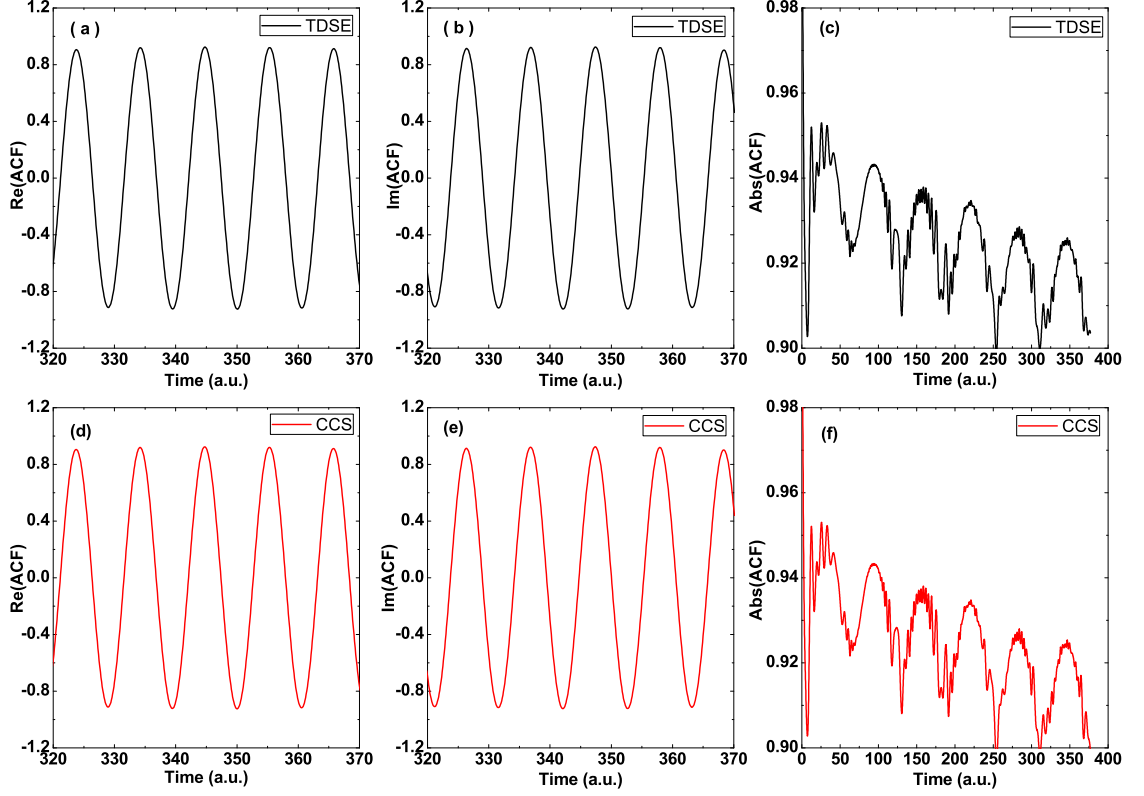 ( a )
TDSE
Re(ACF)
1.2
0.8
0.4
0.0
-0.4
-0.8
-1.2
320 330 340 350 360 370
Time (a.u.)
( b )
TDSE
Im(ACF)
1.2
0.8
0.4
0.0
-0.4
-0.8
-1.2
320 330 340 350 360 370
Time (a.u.)
(c)
TDSE
Abs(ACF)
0.98
0.96
0.94
0.92
0.90
0 50 100 150 200 250 300 350 400
Time (a.u.)
(d)
CCS
Re(ACF)
1.2
0.8
0.4
0.0
-0.4
-0.8
-1.2
320 330 340 350 360 370
Time (a.u.)
(e)
CCS
Im(ACF)
1.2
0.8
0.4
0.0
-0.4
-0.8
-1.2
320 330 340 350 360 370
Time (a.u.)
(f)
CCS
Abs(ACF)
0.98
0.96
0.94
0.92
0.90
0 50 100 150 200 250 300 350 400
Time (a.u.)